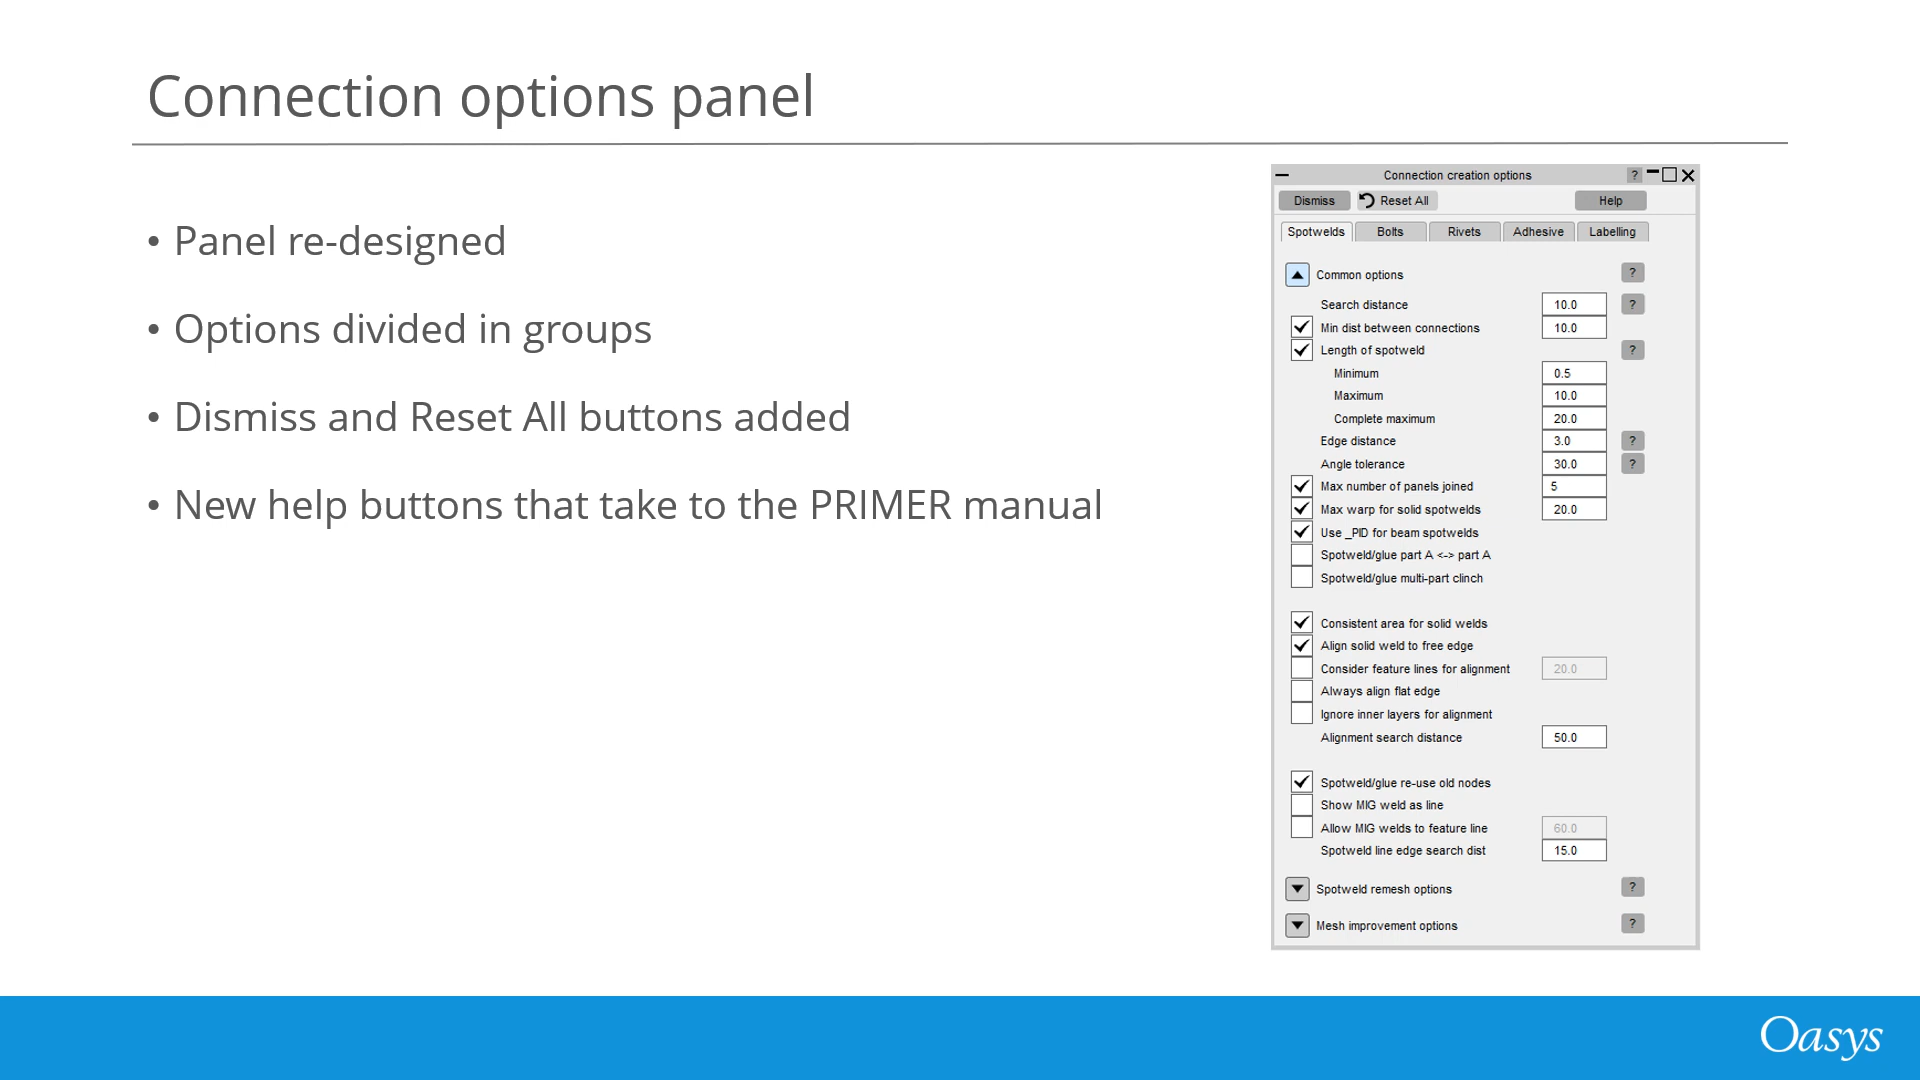 Connection options panel
• Panel re-designed
• Options divided in groups
• Dismiss and Reset All buttons added
• New help buttons that take to the PRIMER manual
Connection creation options ?
Dismiss Reset All Help
Spotwelds Bolts Rivets Adhesive Labelling
Common options ?
Search distance 10.0 ?
Min dist between connections 10.0
Length of spotweld ?
Minimum 0.5
Maximum 10.0
Complete maximum 20.0
Edge distance 3.0 ?
Angle tolerance 30.0 ?
Max number of panels joined 5
Max warp for solid spotwelds 20.0
Use _PID for beam spotwelds
Spotweld/glue part A <-> part A
Spotweld/glue multi-part clinch
Consistent area for solid welds
Align solid weld to free edge
Consider feature lines for alignment 20.0
Always align flat edge
Ignore inner layers for alignment
Alignment search distance 50.0
Spotweld/glue re-use old nodes
Show MIG weld as line
Allow MIG welds to feature line 60.0
Spotweld line edge search dist 15.0
Spotweld remesh options ?
Mesh improvement options ?
Oasys